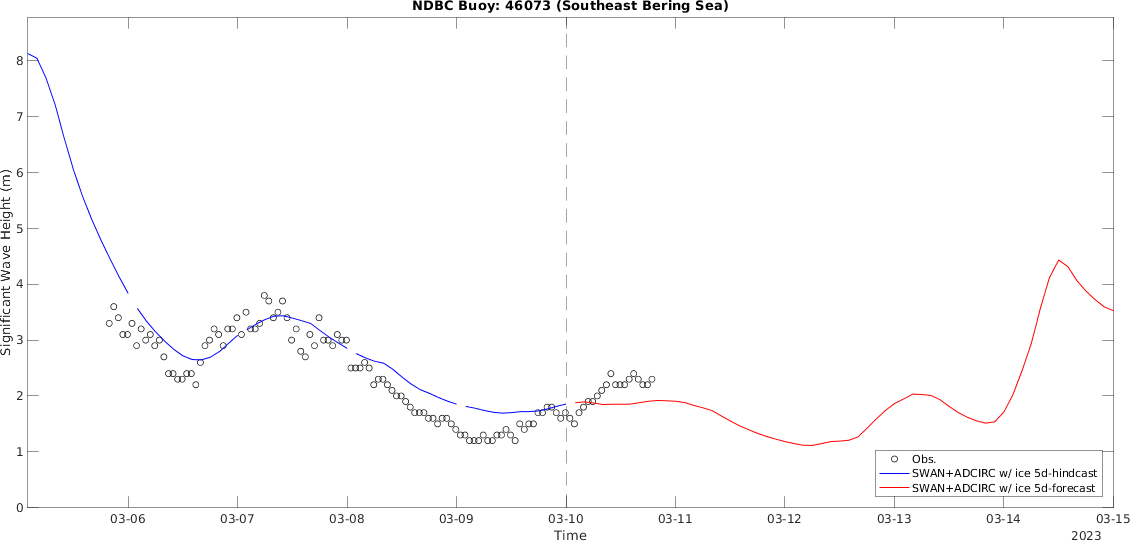 NDBC Buoy: 46073 (Southeast Bering Sea)
Significant Wave Height (m)
8
7
6
5
4
3
2
1
0
Obs.
SWAN+ADCIRC w/ ice 5d-hindcast
SWAN+ADCIRC w/ ice 5d-forecast
03-06 03-07 03-08 03-09 03-10 03-11 03-12 03-13 03-14 03-15
Time 2023